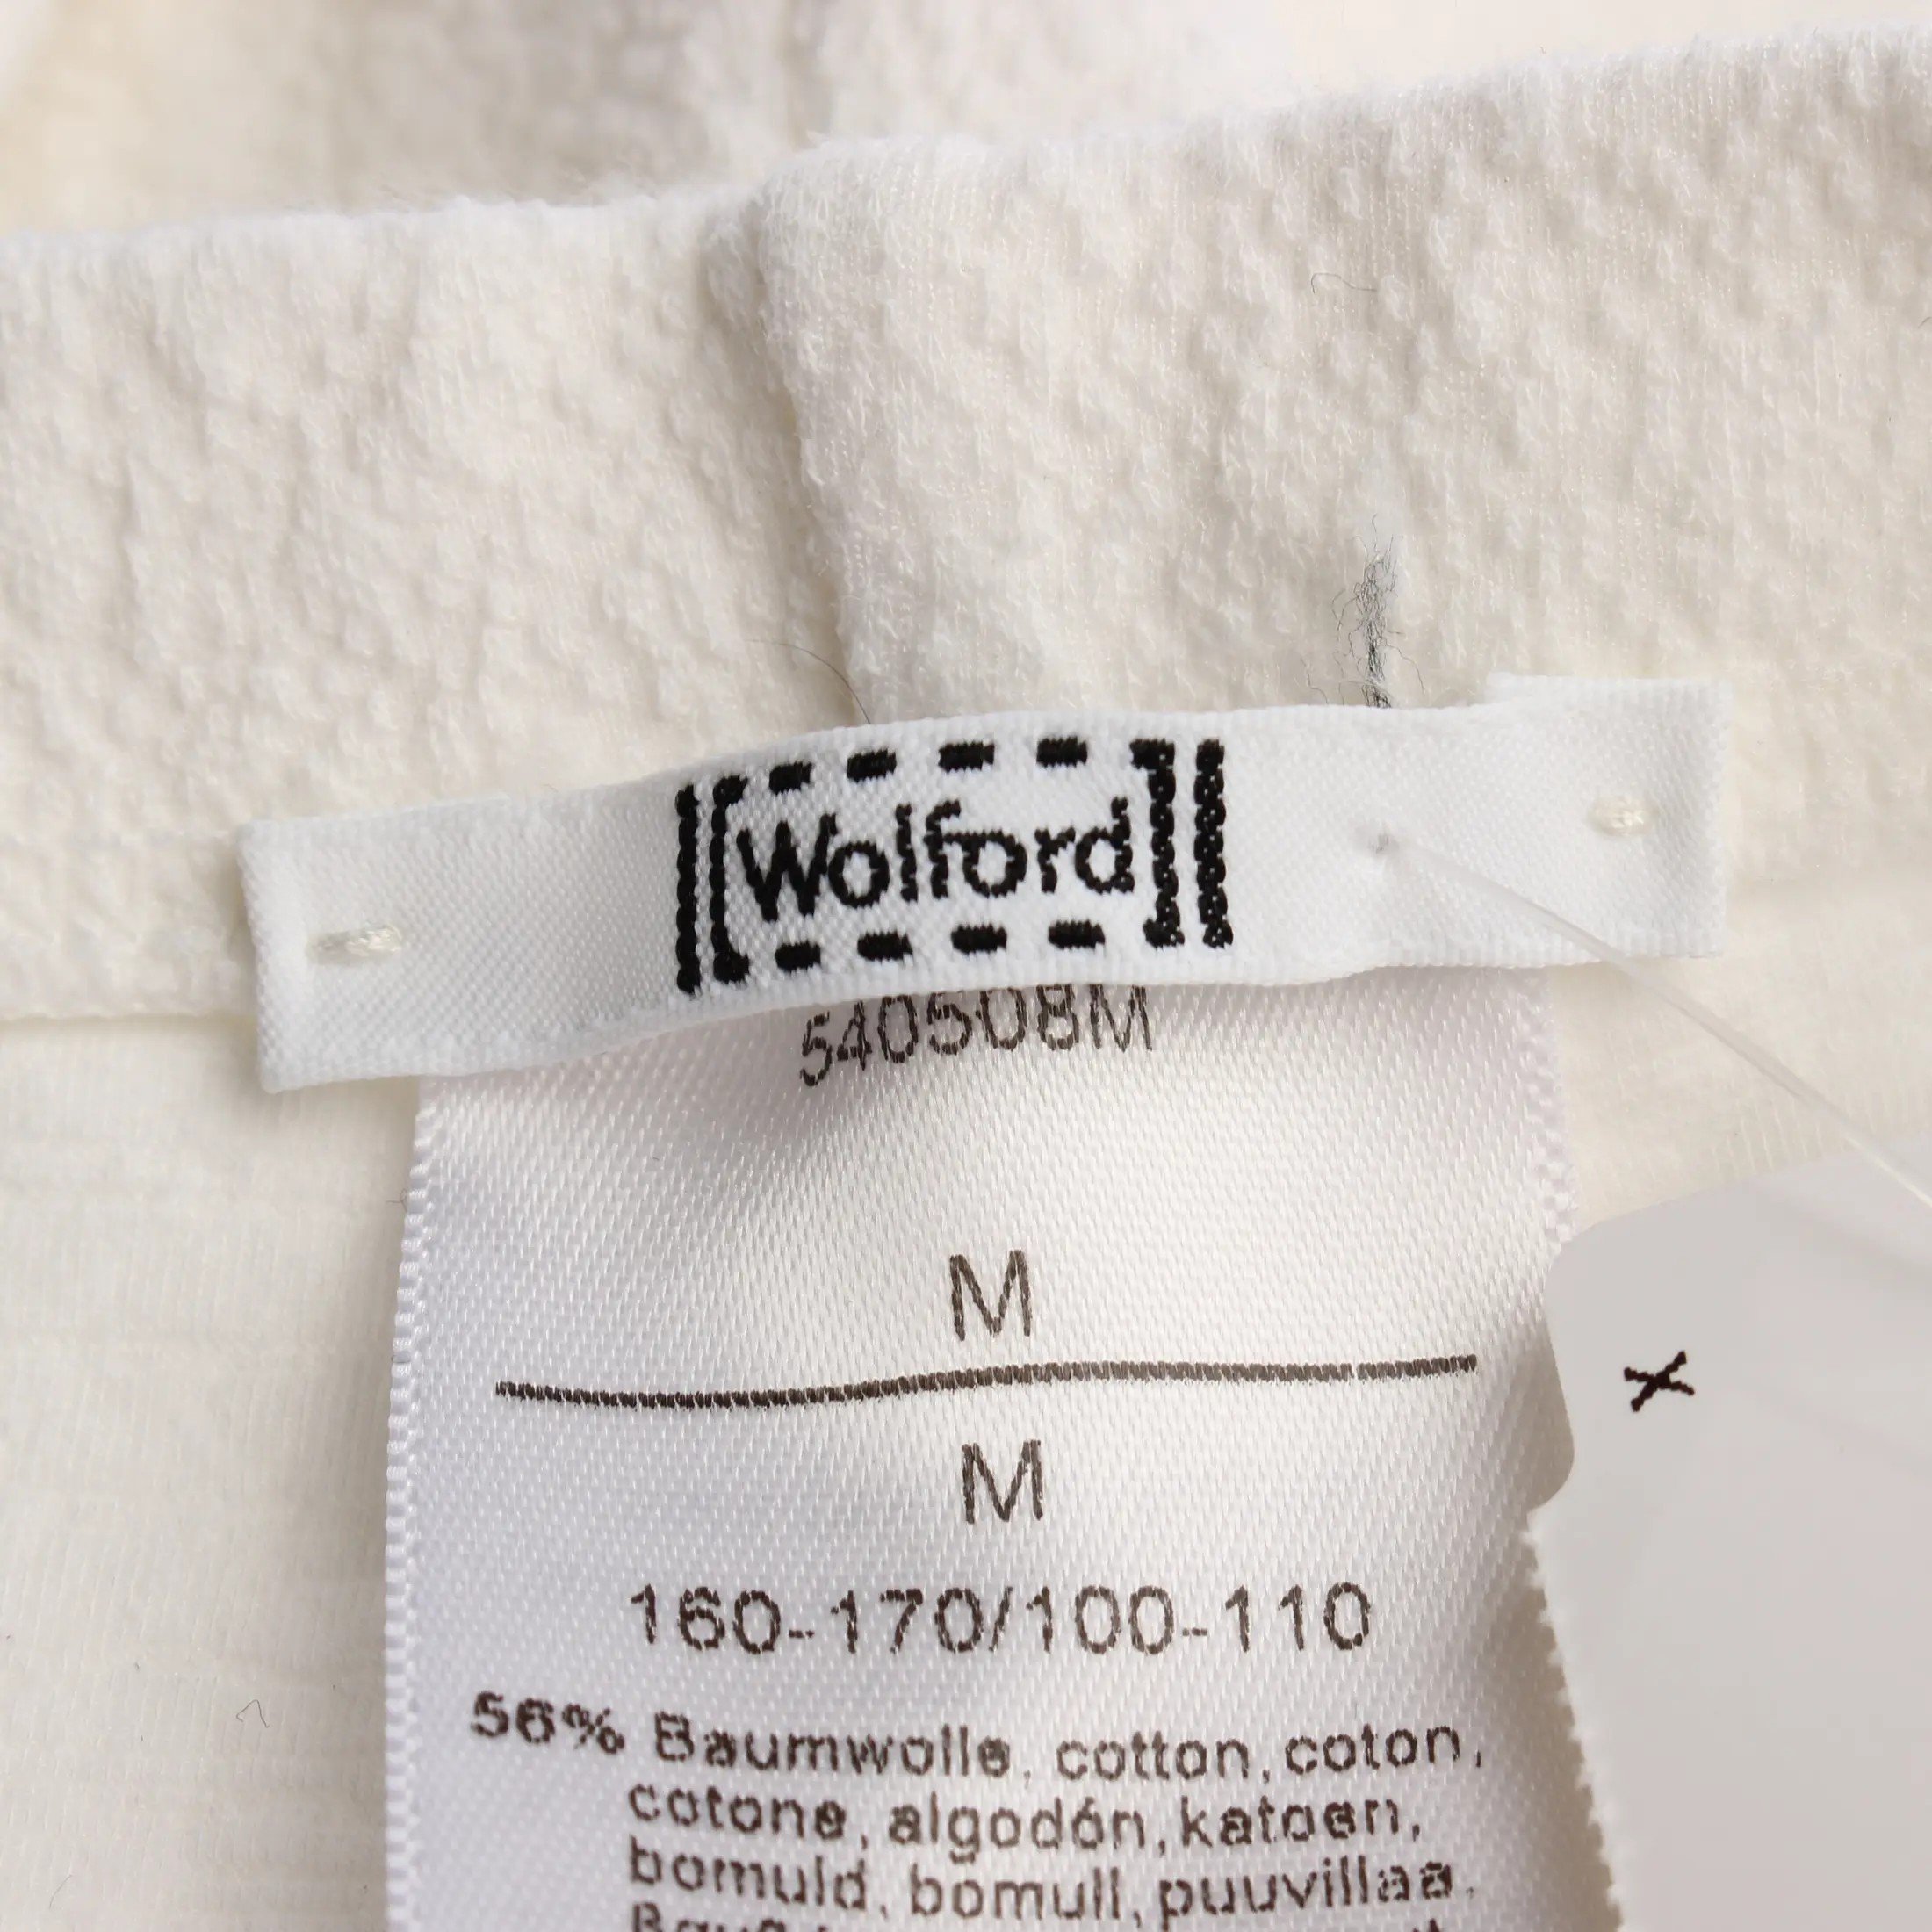 Wolford
540508M
M
M
160-170/100-110
56% Baumwolle, cotton, coton,
cotone, algodón, katoen,
bomuld, bomull, puuvillaa,